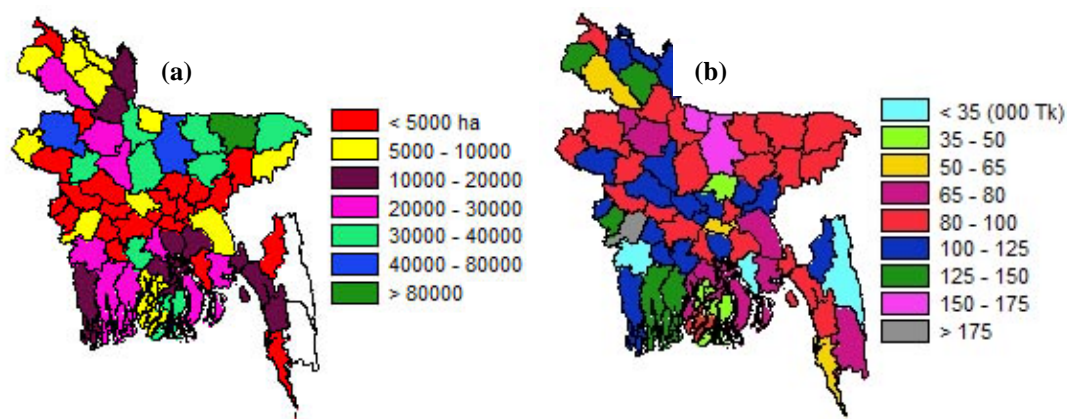 (a)
< 5000 ha
5000 - 10000
10000 - 20000
20000 - 30000
30000 - 40000
40000 - 80000
> 80000
(b)
< 35 (000 Tk)
35 - 50
50 - 65
65 - 80
80 - 100
100 - 125
125 - 150
150 - 175
> 175